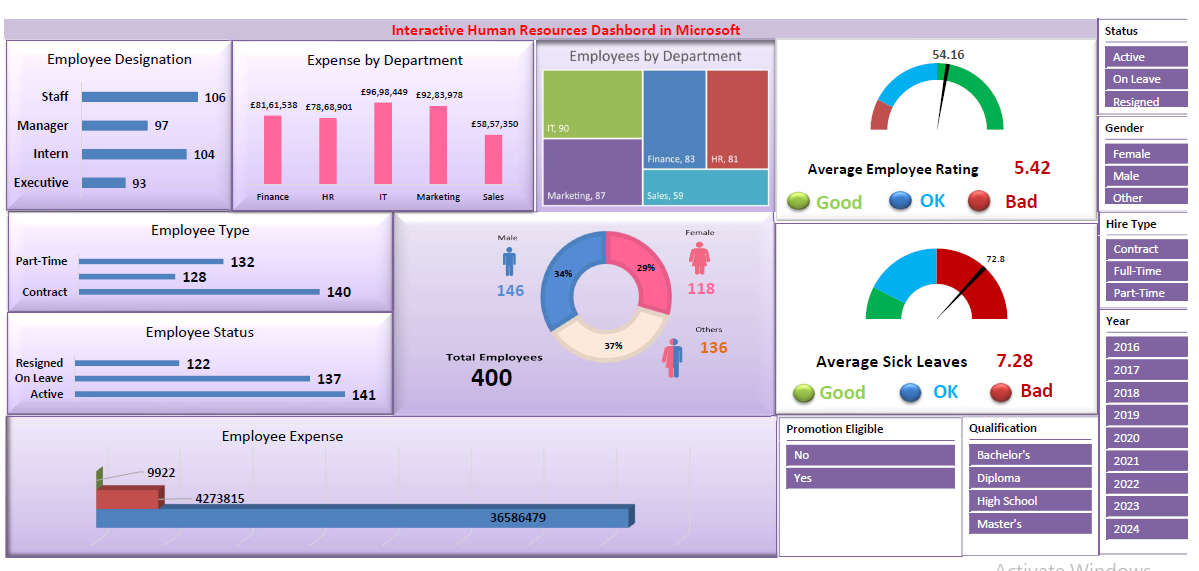 Interactive Human Resources Dashbord in Microsoft
Employee Designation
Staff 106
Manager 97
Intern 104
Executive 93
Expense by Department
£81,61,538
£78,68,901
£96,98,449
£92,83,978
£58,57,350
Finance HR IT Marketing Sales
Employees by Department
IT, 90
Finance, 83
HR, 81
Marketing, 87
Sales, 59
54.16
Average Employee Rating 5.42
Good OK Bad
Employee Type
Part-Time 132
128
Contract 140
Employee Status
Resigned 122
On Leave 137
Active 141
Male
146
34%
29%
37%
Female
118
Others
136
Total Employees
400
72.8
Average Sick Leaves 7.28
Good OK Bad
Employee Expense
9922
4273815
36586479
Promotion Eligible
No
Yes
Qualification
Bachelor's
Diploma
High School
Master's
Status
Active
On Leave
Resigned
Gender
Female
Male
Other
Hire Type
Contract
Full-Time
Part-Time
Year
2016
2017
2018
2019
2020
2021
2022
2023
2024
Activate Windows